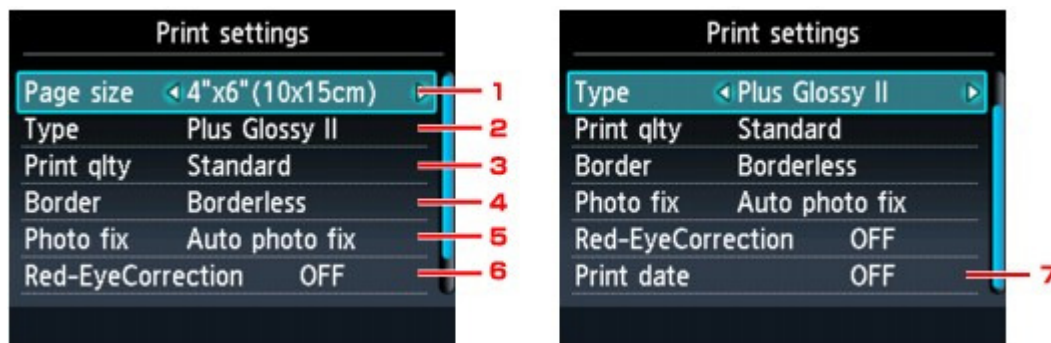 Print settings
Page size 4"x6"(10x15cm) 1
Type Plus Glossy II 2
Print qlty Standard 3
Border Borderless 4
Photo fix Auto photo fix 5
Red-EyeCorrection OFF 6
Print settings
Type Plus Glossy II
Print qlty Standard
Border Borderless
Photo fix Auto photo fix
Red-EyeCorrection OFF
Print date OFF 7